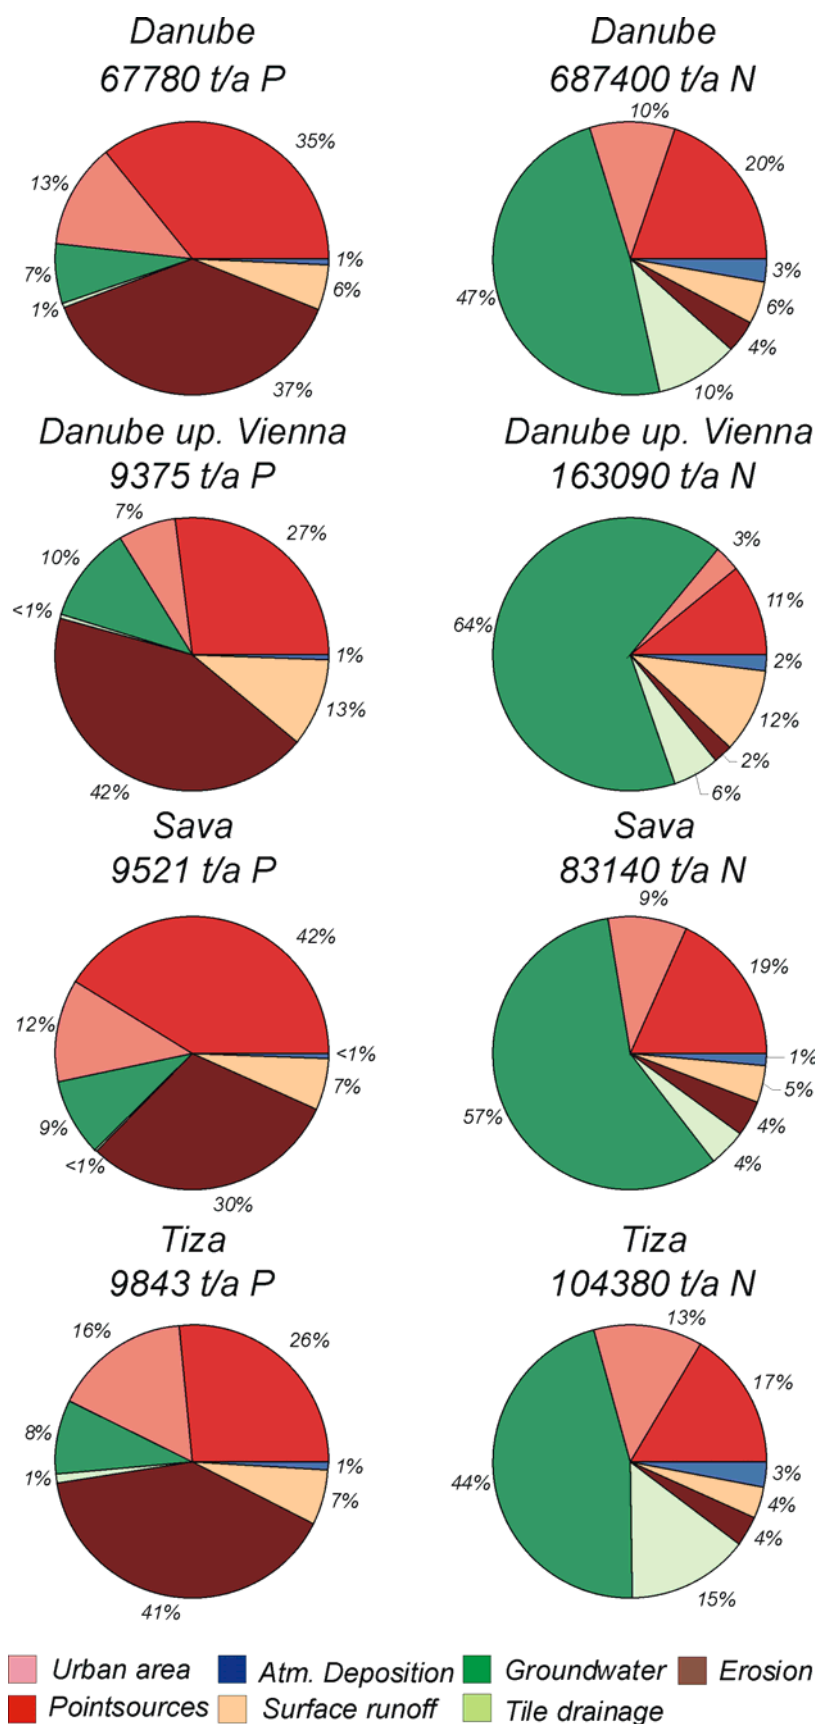 Danube
67780 t/a P
35%
13%
7%
1%
37%
6%
1%
Danube
687400 t/a N
10%
20%
47%
3%
6%
4%
10%
Danube up. Vienna
9375 t/a P
7%
27%
10%
<1%
1%
13%
42%
Danube up. Vienna
163090 t/a N
3%
11%
64%
2%
12%
2%
6%
Sava
9521 t/a P
42%
12%
<1%
7%
9%
<1%
30%
Sava
83140 t/a N
9%
19%
1%
5%
57%
4%
4%
Tiza
9843 t/a P
16%
26%
8%
1%
1%
7%
41%
Tiza
104380 t/a N
13%
17%
44%
3%
4%
4%
15%
Urban area
Atm. Deposition
Groundwater
Erosion
Pointsources
Surface runoff
Tile drainage